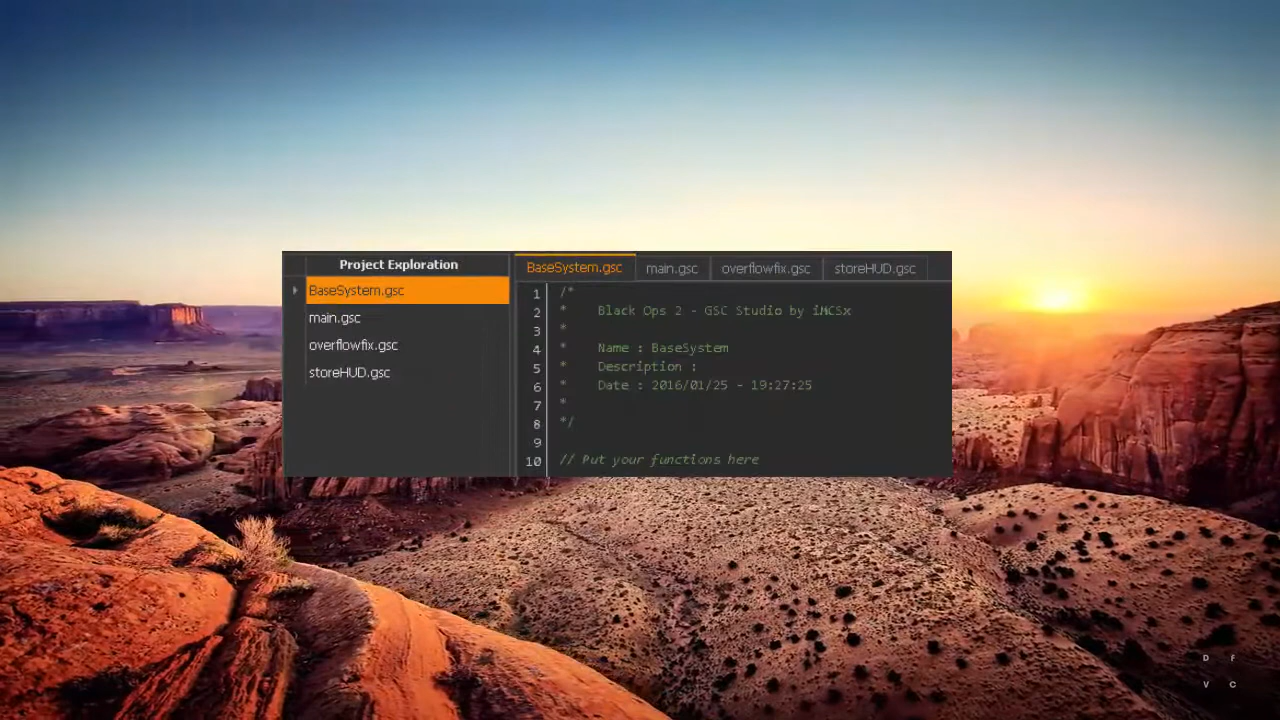 Project Exploration
BaseSystem.gsc
main.gsc
overflowfix.gsc
storeHUD.gsc
BaseSystem.gsc main.gsc overflowfix.gsc storeHUD.gsc
1 /*
2 * Black Ops 2 - GSC Studio by iMCSx
3 *
4 * Name : BaseSystem
5 * Description :
6 * Date : 2016/01/25 - 19:27:25
7 *
8 */
9
10 // Put your functions here
D F
V C